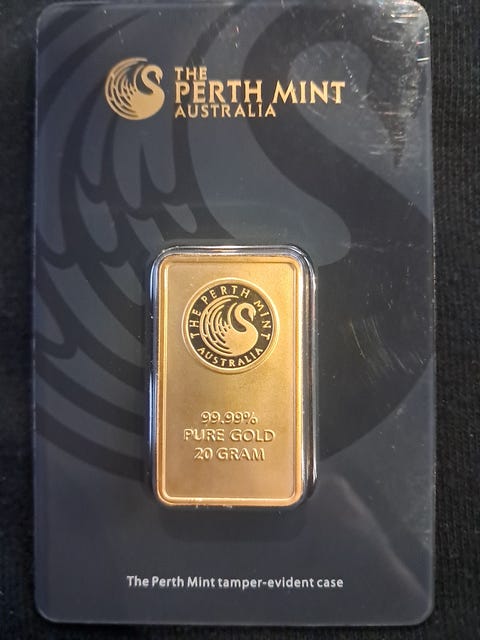 THE
PERTH MINT
AUSTRALIA
THE PERTH MINT
AUSTRALIA
99.99%
PURE GOLD
20 GRAM
The Perth Mint tamper-evident case